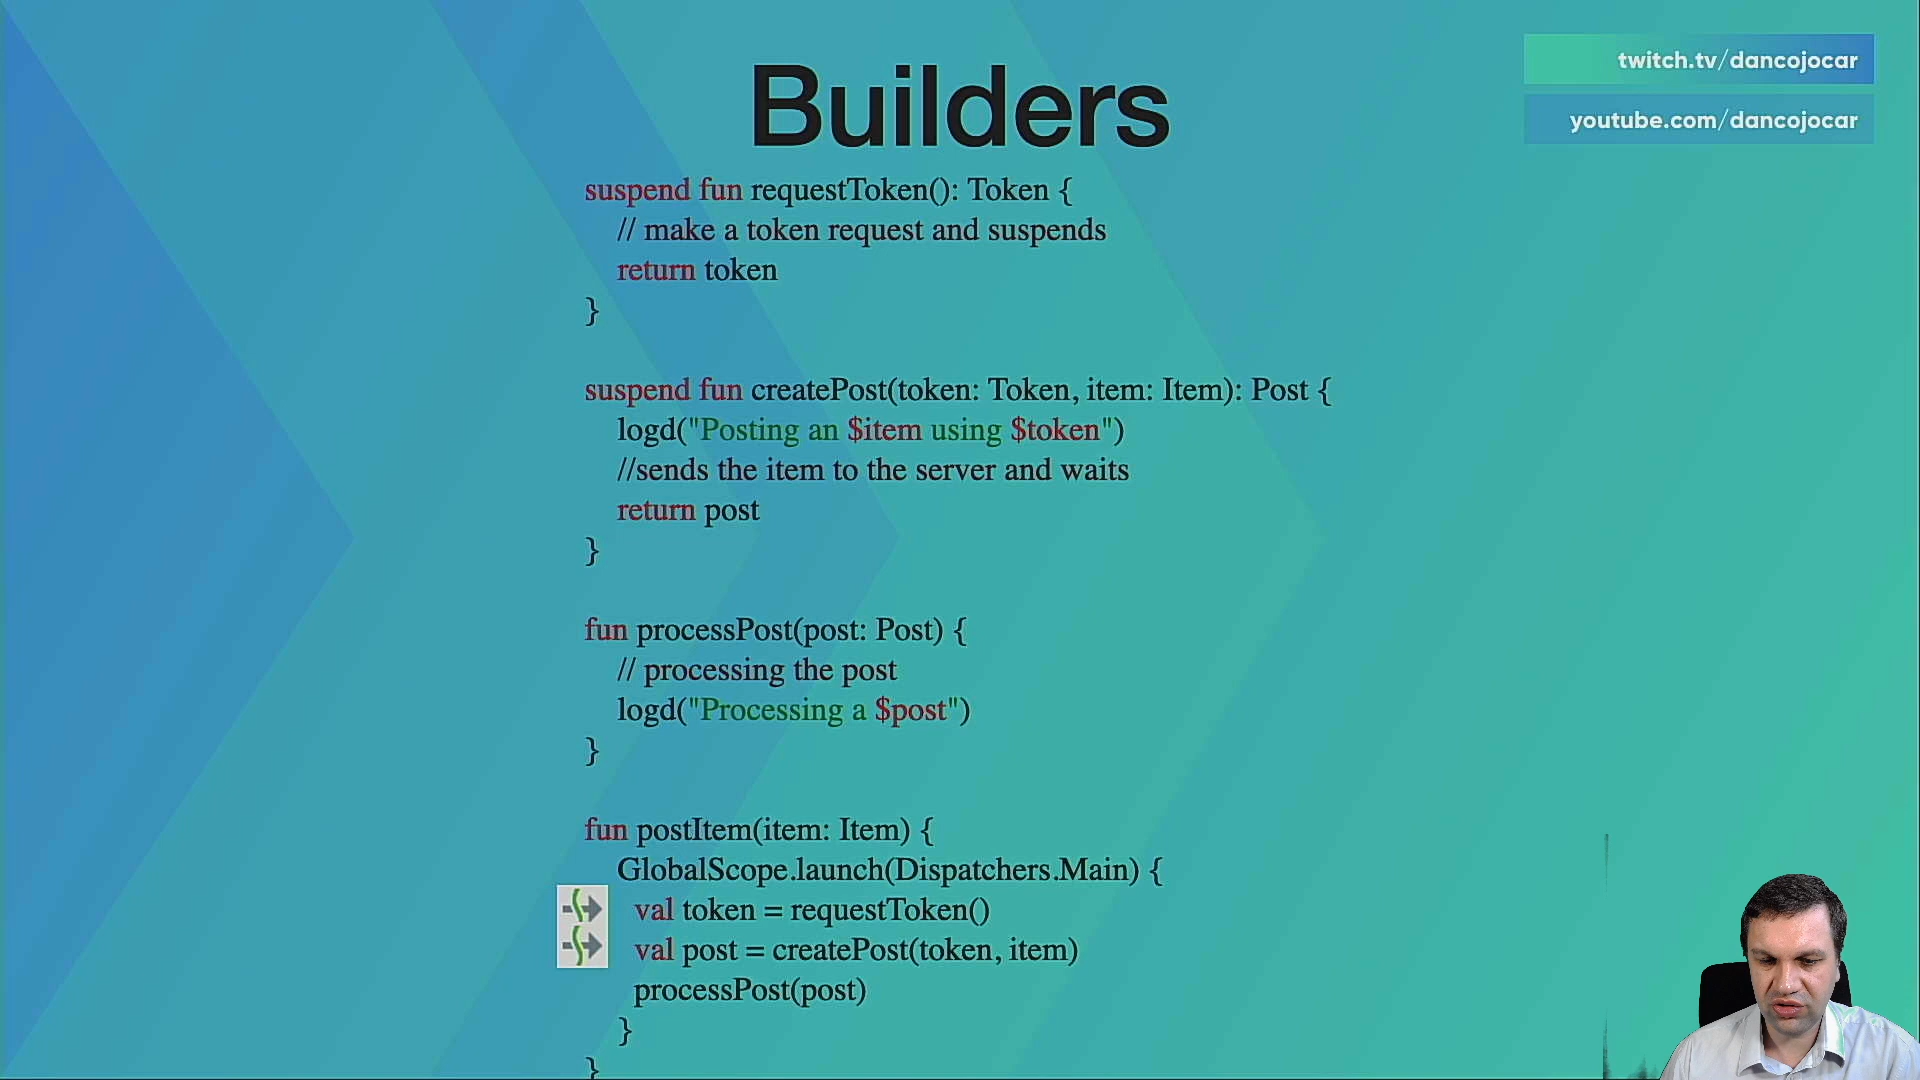 Builders
twitch.tv/dancojocar
youtube.com/dancojocar
suspend fun requestToken(): Token {
// make a token request and suspends
return token
}
suspend fun createPost(token: Token, item: Item): Post {
logd("Posting an $item using $token")
//sends the item to the server and waits
return post
}
fun processPost(post: Post) {
// processing the post
logd("Processing a $post")
}
fun postItem(item: Item) {
GlobalScope.launch(Dispatchers.Main) {
val token = requestToken()
val post = createPost(token, item)
processPost(post)
}
}